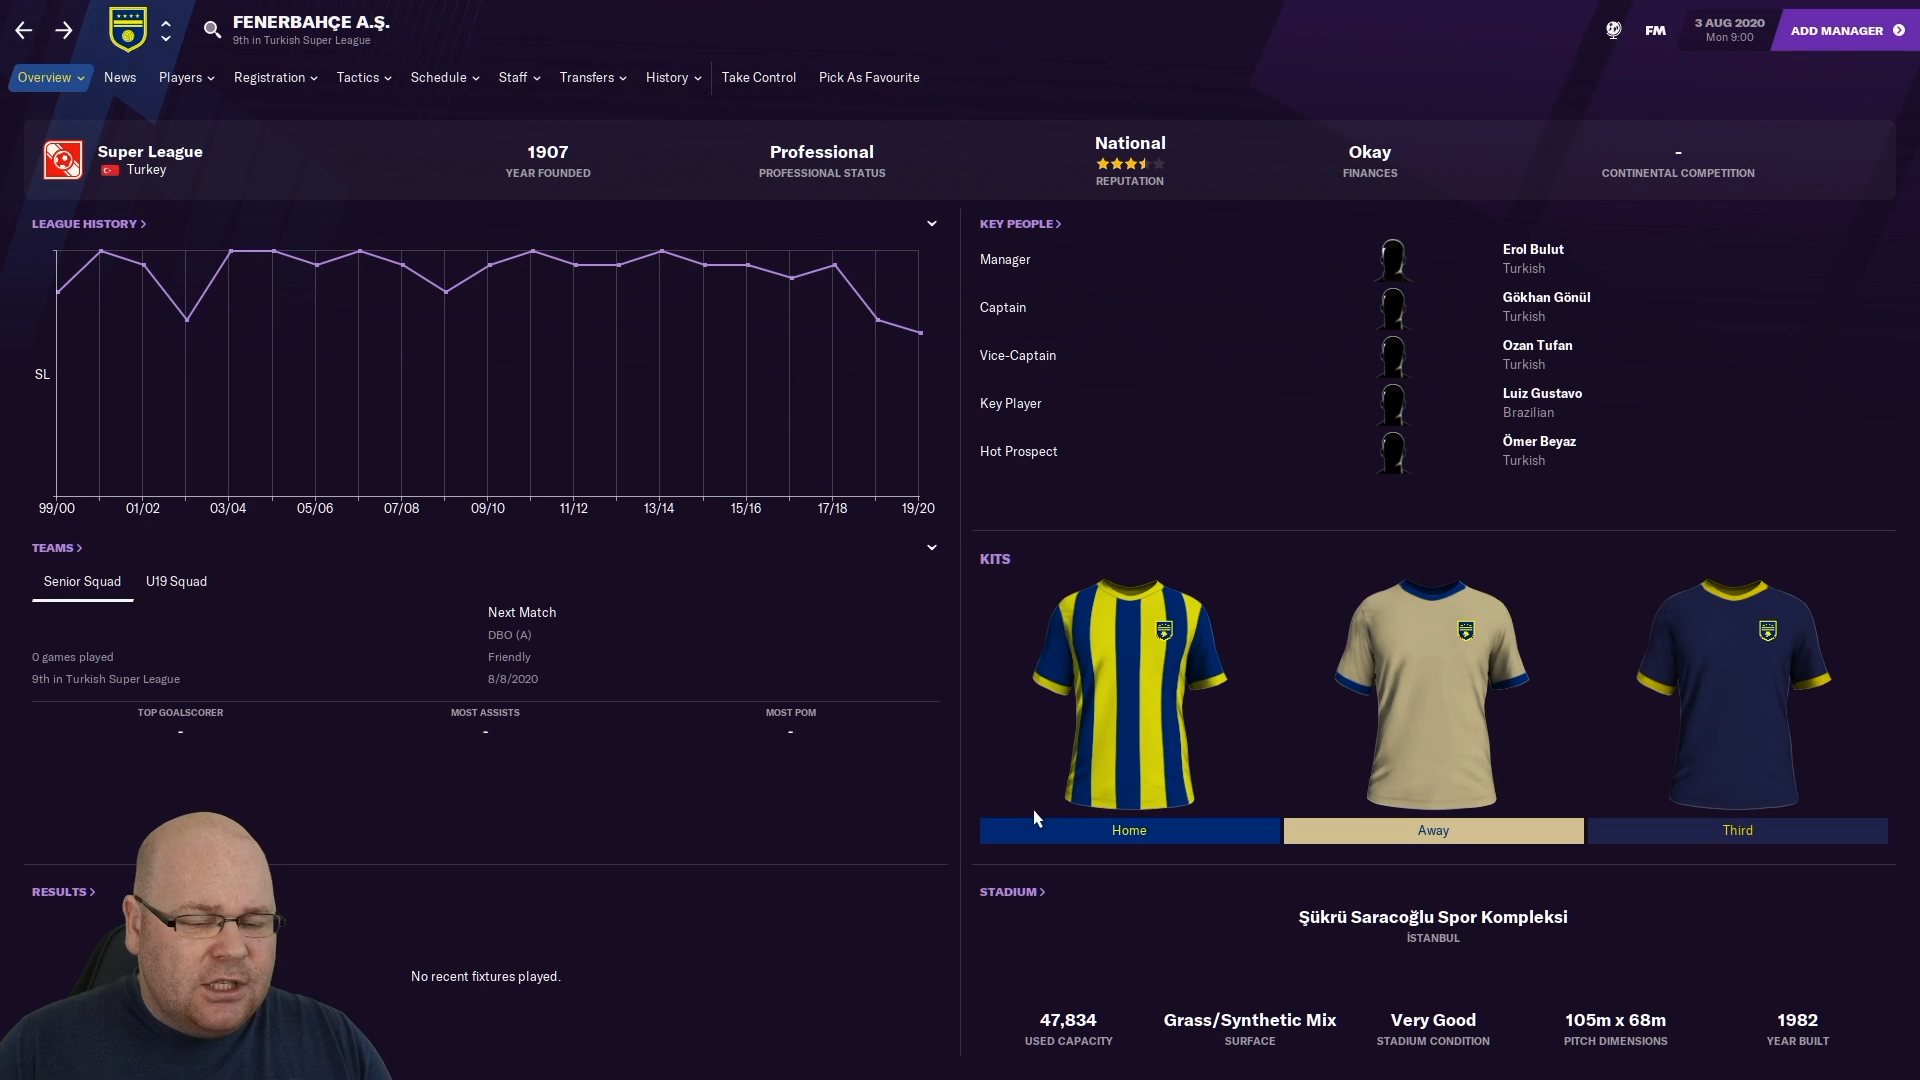 FENERBAHÇE A.Ş.
9th in Turkish Super League
FM
3 AUG 2020
Mon 9:00
ADD MANAGER
Overview
News
Players
Registration
Tactics
Schedule
Staff
Transfers
History
Take Control
Pick As Favourite
Super League
Turkey
1907
YEAR FOUNDED
Professional
PROFESSIONAL STATUS
National
REPUTATION
Okay
FINANCES
-
CONTINENTAL COMPETITION
LEAGUE HISTORY
SL
99/00 01/02 03/04 05/06 07/08 09/10 11/12 13/14 15/16 17/18 19/20
KEY PEOPLE
Manager
Erol Bulut
Turkish
Captain
Gökhan Gönül
Turkish
Vice-Captain
Ozan Tufan
Turkish
Key Player
Luiz Gustavo
Brazilian
Hot Prospect
Ömer Beyaz
Turkish
TEAMS
Senior Squad
U19 Squad
Next Match
DBO (A)
0 games played
Friendly
9th in Turkish Super League
8/8/2020
TOP GOALSCORER
-
MOST ASSISTS
-
MOST POM
-
KITS
Home
Away
Third
RESULTS
No recent fixtures played.
STADIUM
Şükrü Saracoğlu Spor Kompleksi
İSTANBUL
47,834
USED CAPACITY
Grass/Synthetic Mix
SURFACE
Very Good
STADIUM CONDITION
105m x 68m
PITCH DIMENSIONS
1982
YEAR BUILT